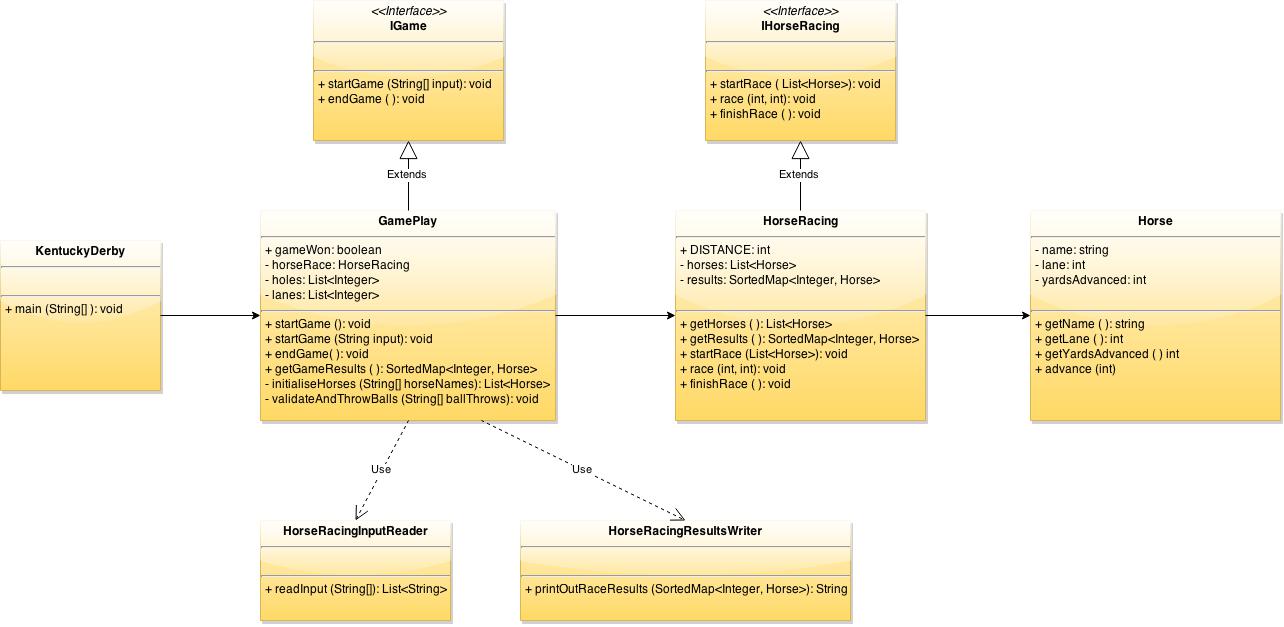 <<Interface>>
IGame
+ startGame (String[] input): void
+ endGame ( ): void
<<Interface>>
IHorseRacing
+ startRace ( List<Horse>): void
+ race (int, int): void
+ finishRace ( ): void
Extends
Extends
KentuckyDerby
+ main (String[] ): void
GamePlay
+ gameWon: boolean
- horseRace: HorseRacing
- holes: List<Integer>
- lanes: List<Integer>
+ startGame (): void
+ startGame (String input): void
+ endGame( ): void
+ getGameResults ( ): SortedMap<Integer, Horse>
- initialiseHorses (String[] horseNames): List<Horse>
- validateAndThrowBalls (String[] ballThrows): void
HorseRacing
+ DISTANCE: int
- horses: List<Horse>
- results: SortedMap<Integer, Horse>
+ getHorses ( ): List<Horse>
+ getResults ( ): SortedMap<Integer, Horse>
+ startRace (List<Horse>): void
+ race (int, int): void
+ finishRace ( ): void
Horse
- name: string
- lane: int
- yardsAdvanced: int
+ getName ( ): string
+ getLane ( ): int
+ getYardsAdvanced ( ) int
+ advance (int)
Use
Use
HorseRacingInputReader
+ readInput (String[]): List<String>
HorseRacingResultsWriter
+ printOutRaceResults (SortedMap<Integer, Horse>): String